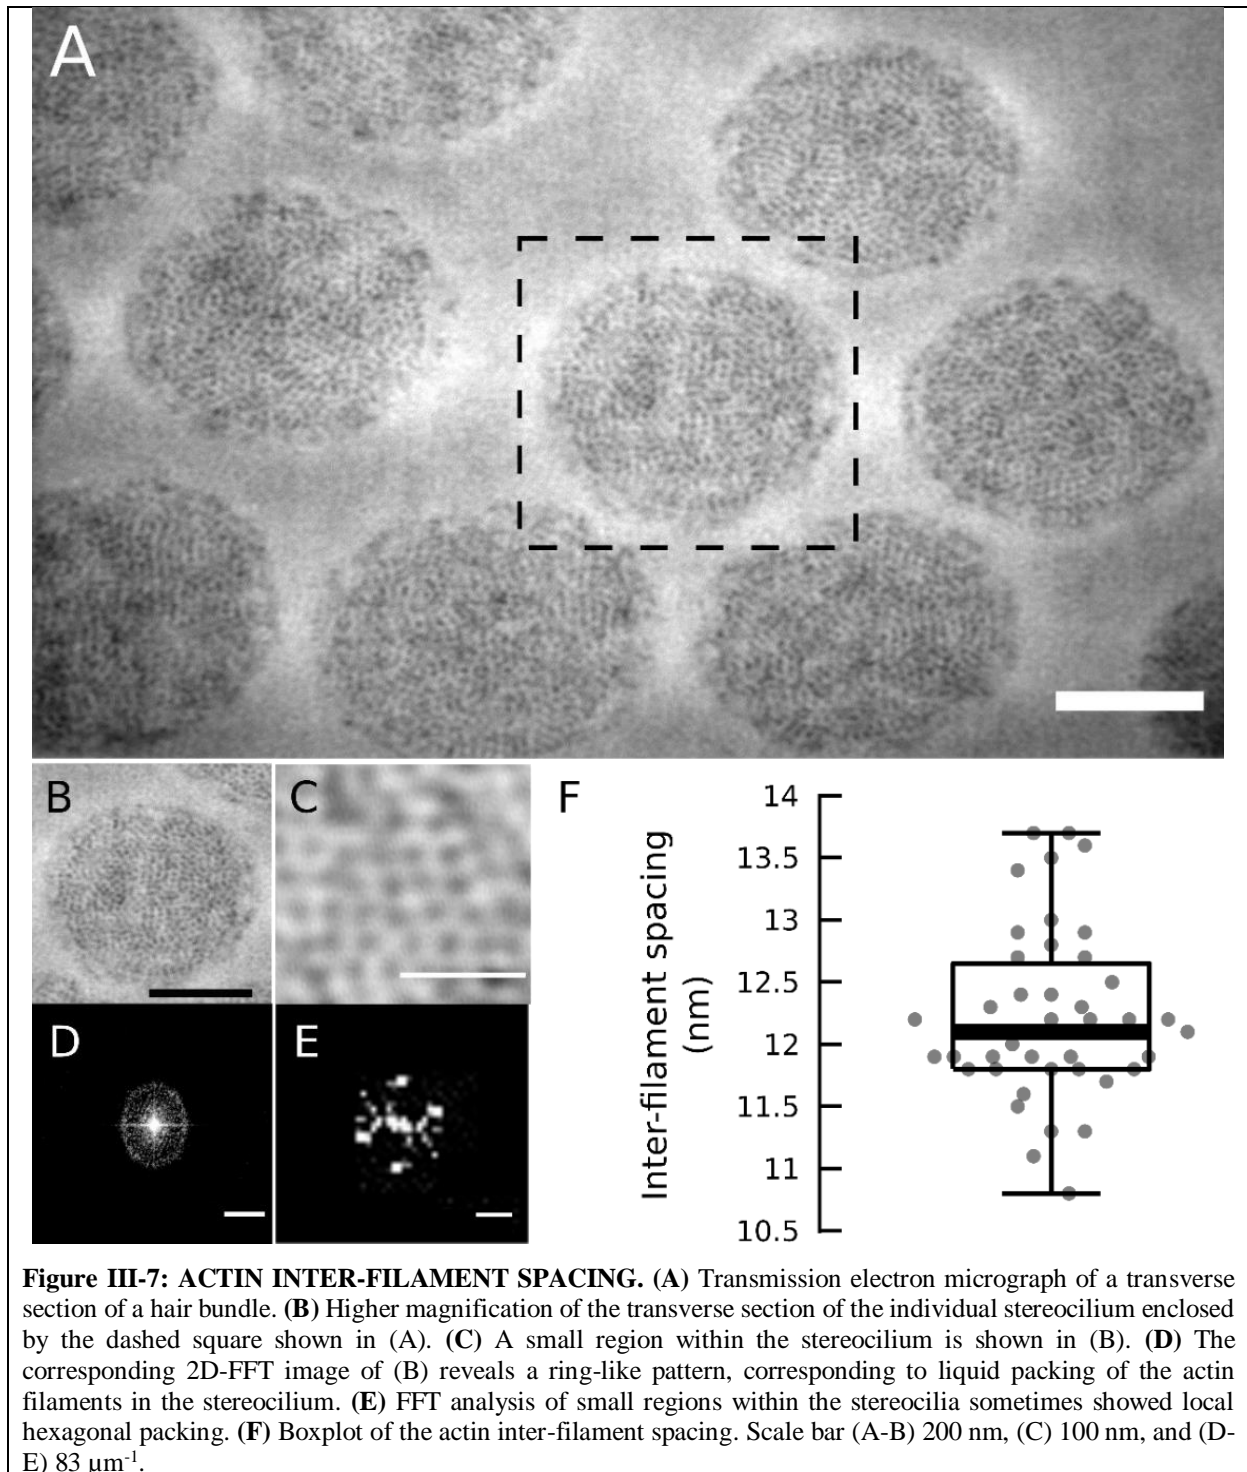 A
B
C
D
E
F
Inter-filament spacing
(nm)
14
13.5
13
12.5
12
11.5
11
10.5
Figure III-7: ACTIN INTER-FILAMENT SPACING. (A) Transmission electron micrograph of a transverse
section of a hair bundle. (B) Higher magnification of the transverse section of the individual stereocilium enclosed
by the dashed square shown in (A). (C) A small region within the stereocilium is shown in (B). (D) The
corresponding 2D-FFT image of (B) reveals a ring-like pattern, corresponding to liquid packing of the actin
filaments in the stereocilium. (E) FFT analysis of small regions within the stereocilia sometimes showed local
hexagonal packing. (F) Boxplot of the actin inter-filament spacing. Scale bar (A-B) 200 nm, (C) 100 nm, and (D-
E) 83 µm⁻¹.